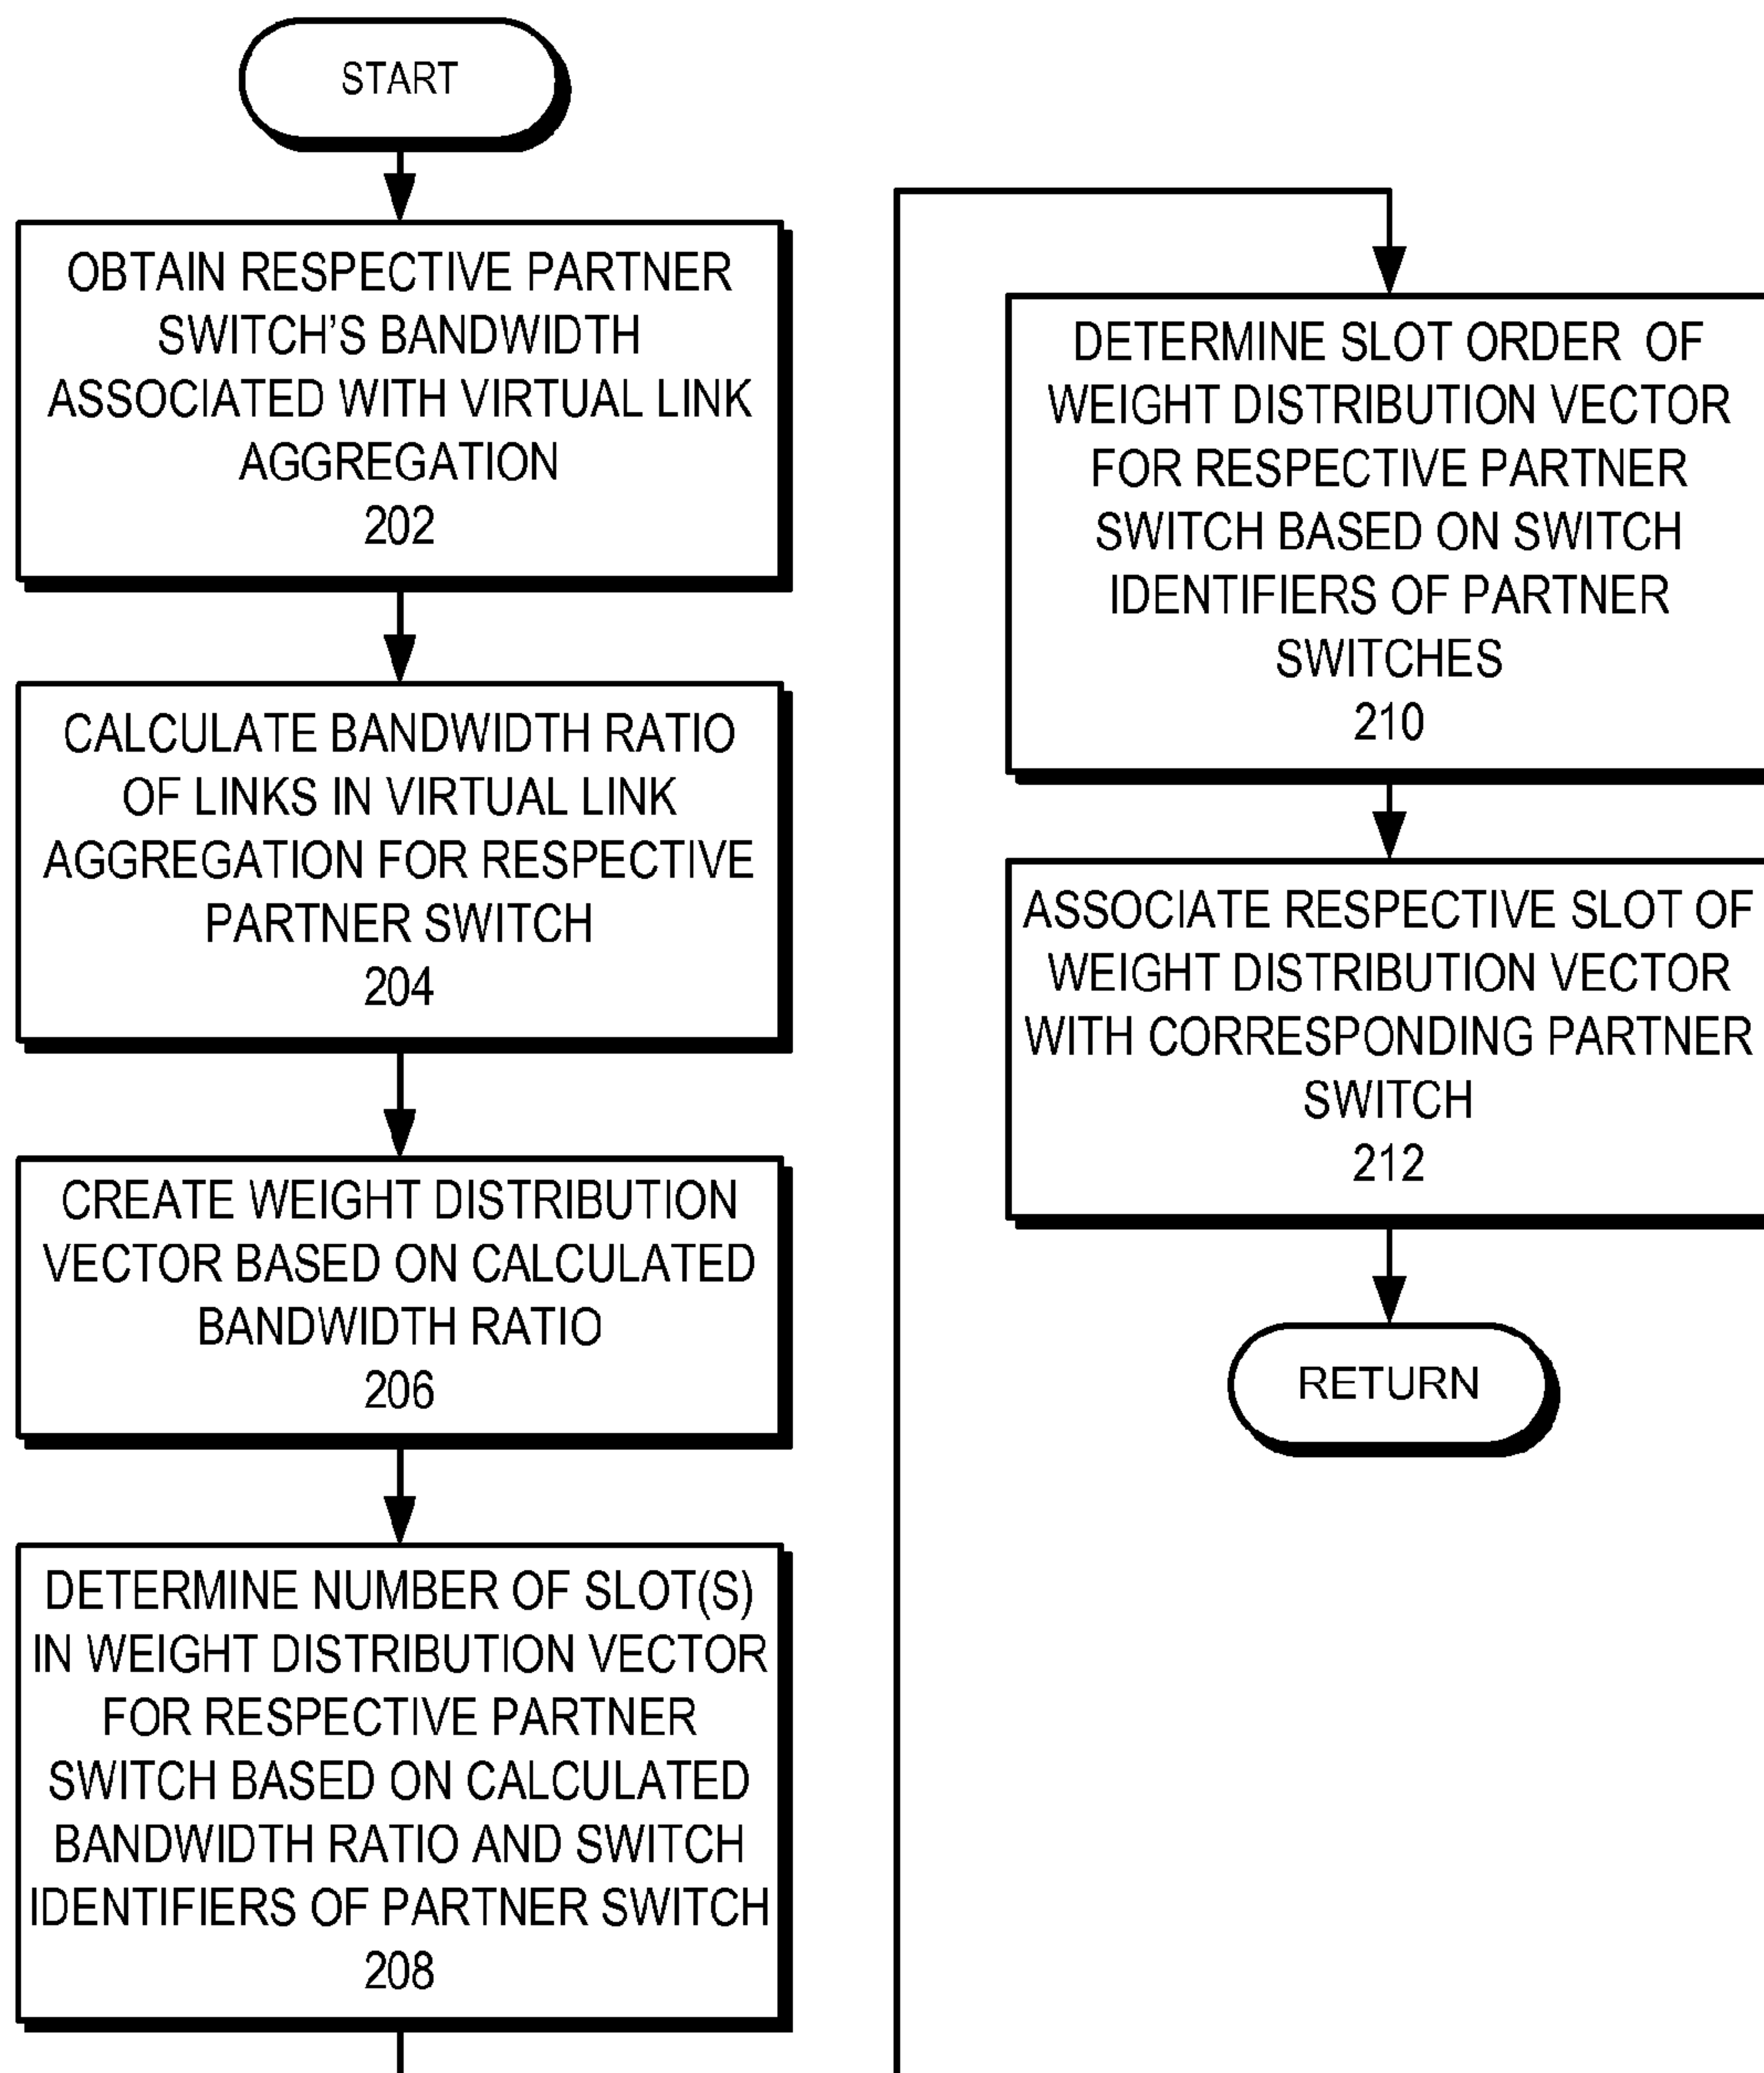 START
OBTAIN RESPECTIVE PARTNER
SWITCH'S BANDWIDTH
ASSOCIATED WITH VIRTUAL LINK
AGGREGATION
202
CALCULATE BANDWIDTH RATIO
OF LINKS IN VIRTUAL LINK
AGGREGATION FOR RESPECTIVE
PARTNER SWITCH
204
CREATE WEIGHT DISTRIBUTION
VECTOR BASED ON CALCULATED
BANDWIDTH RATIO
206
DETERMINE NUMBER OF SLOT(S)
IN WEIGHT DISTRIBUTION VECTOR
FOR RESPECTIVE PARTNER
SWITCH BASED ON CALCULATED
BANDWIDTH RATIO AND SWITCH
IDENTIFIERS OF PARTNER SWITCH
208
DETERMINE SLOT ORDER OF
WEIGHT DISTRIBUTION VECTOR
FOR RESPECTIVE PARTNER
SWITCH BASED ON SWITCH
IDENTIFIERS OF PARTNER
SWITCHES
210
ASSOCIATE RESPECTIVE SLOT OF
WEIGHT DISTRIBUTION VECTOR
WITH CORRESPONDING PARTNER
SWITCH
212
RETURN